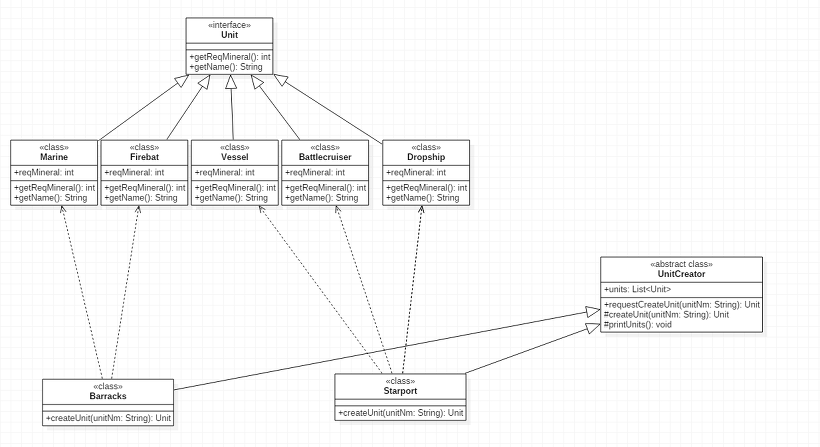 «interface»
Unit
+getReqMineral(): int
+getName(): String
«class»
Marine
+reqMineral: int
+getReqMineral(): int
+getName(): String
«class»
Firebat
+reqMineral: int
+getReqMineral(): int
+getName(): String
«class»
Vessel
+reqMineral: int
+getReqMineral(): int
+getName(): String
«class»
Battlecruiser
+reqMineral: int
+getReqMineral(): int
+getName(): String
«class»
Dropship
+reqMineral: int
+getReqMineral(): int
+getName(): String
«abstract class»
UnitCreator
+units: List<Unit>
+requestCreateUnit(unitNm: String): Unit
#createUnit(unitNm: String): Unit
#printUnits(): void
«class»
Barracks
+createUnit(unitNm: String): Unit
«class»
Starport
+createUnit(unitNm: String): Unit